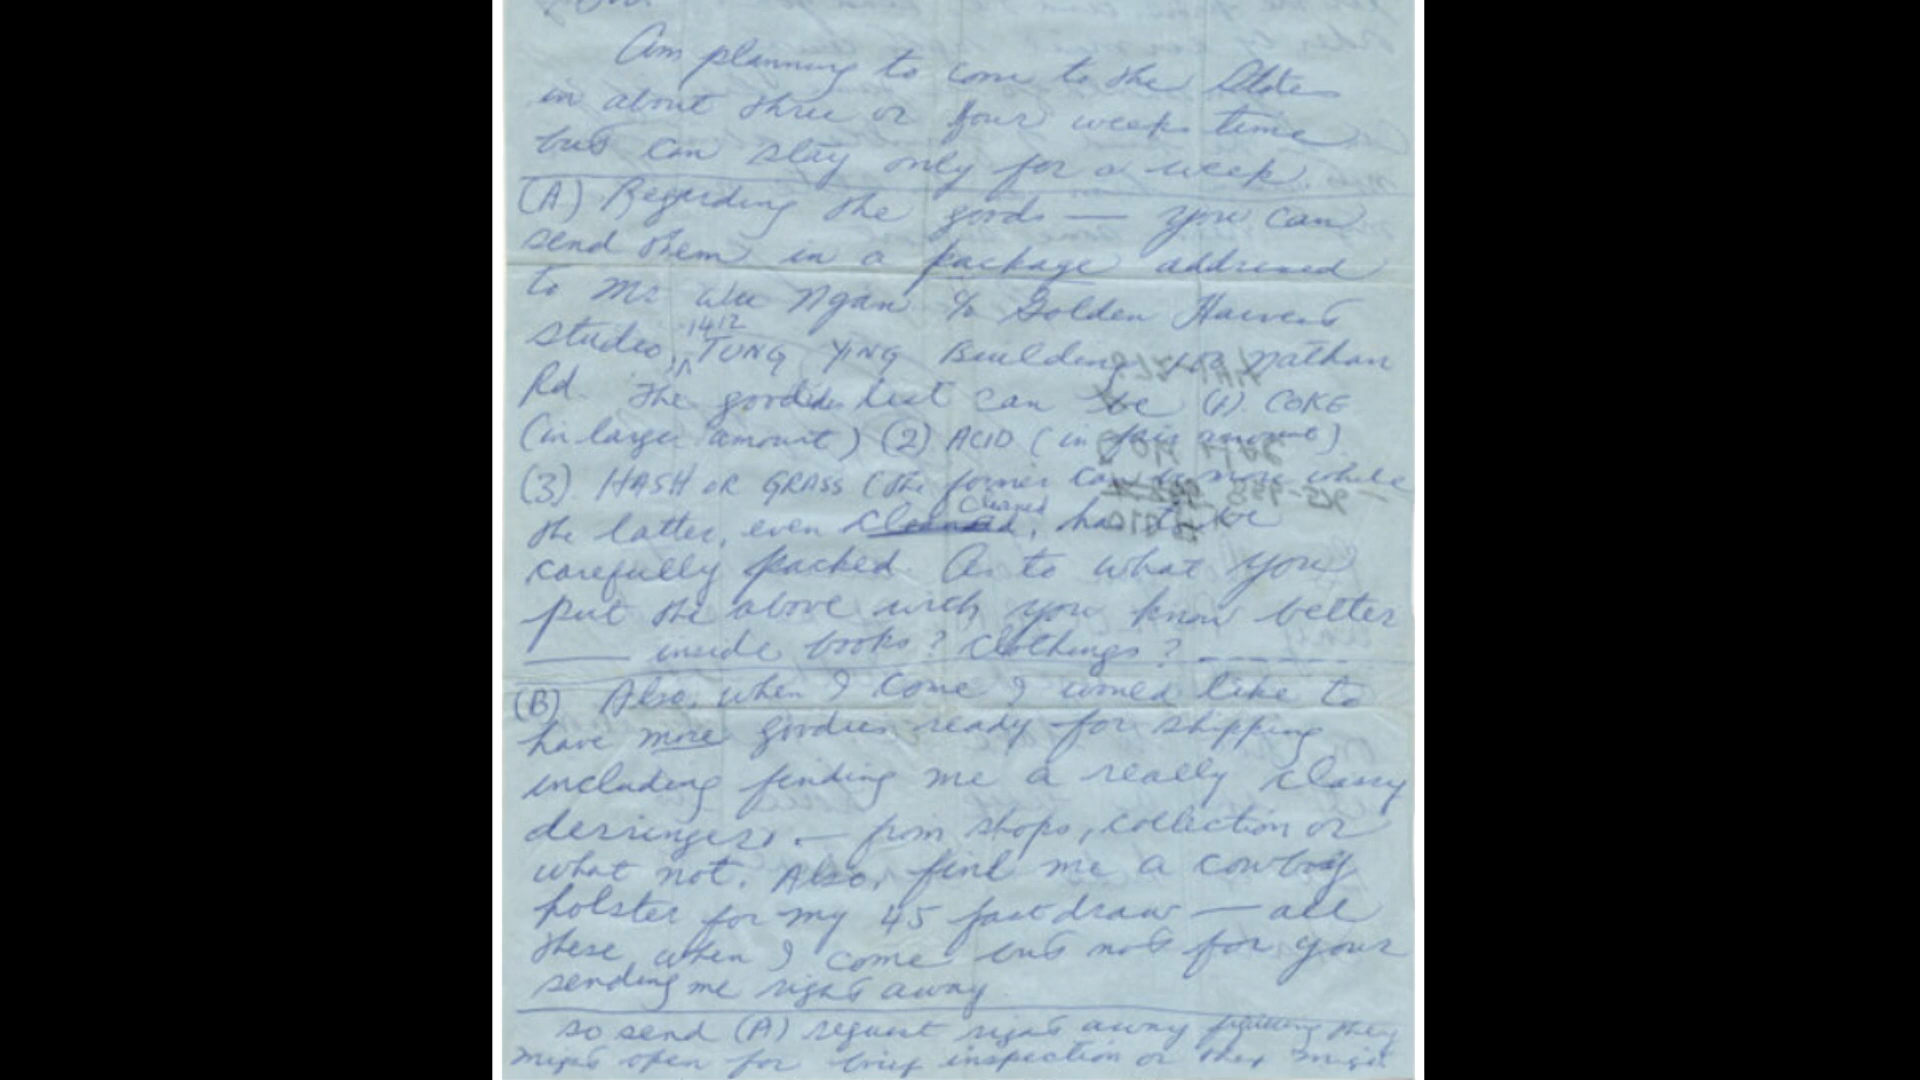 Am planning to come to the States
in about three or four weeks time
but can stay only for a week.
(A) Regarding the goods — you can
send them in a package addressed
to Mr Wu Ngan c/o Golden Harvest
Studio, 1412 TUNG YING Building, Nathan
Rd. The goodies list can be (1). COKE
(in larger amount) (2) ACID (in fair amount)
(3). HASH OR GRASS (the former can be more while
the latter, even cleaned, has to be
carefully packed. As to what you
put the above with, you know better
— inside books? Clothings? -------
(B) Also, when I come I would like to
have more goodies ready for shipping
including finding me a really classy
derringers. — from shops, collection or
what not. Also, find me a cowboy
holster for my 45 fast draw — all
these when I come but not for your
sending me right away
so send (A) request right away they
might open for brief inspection or they might